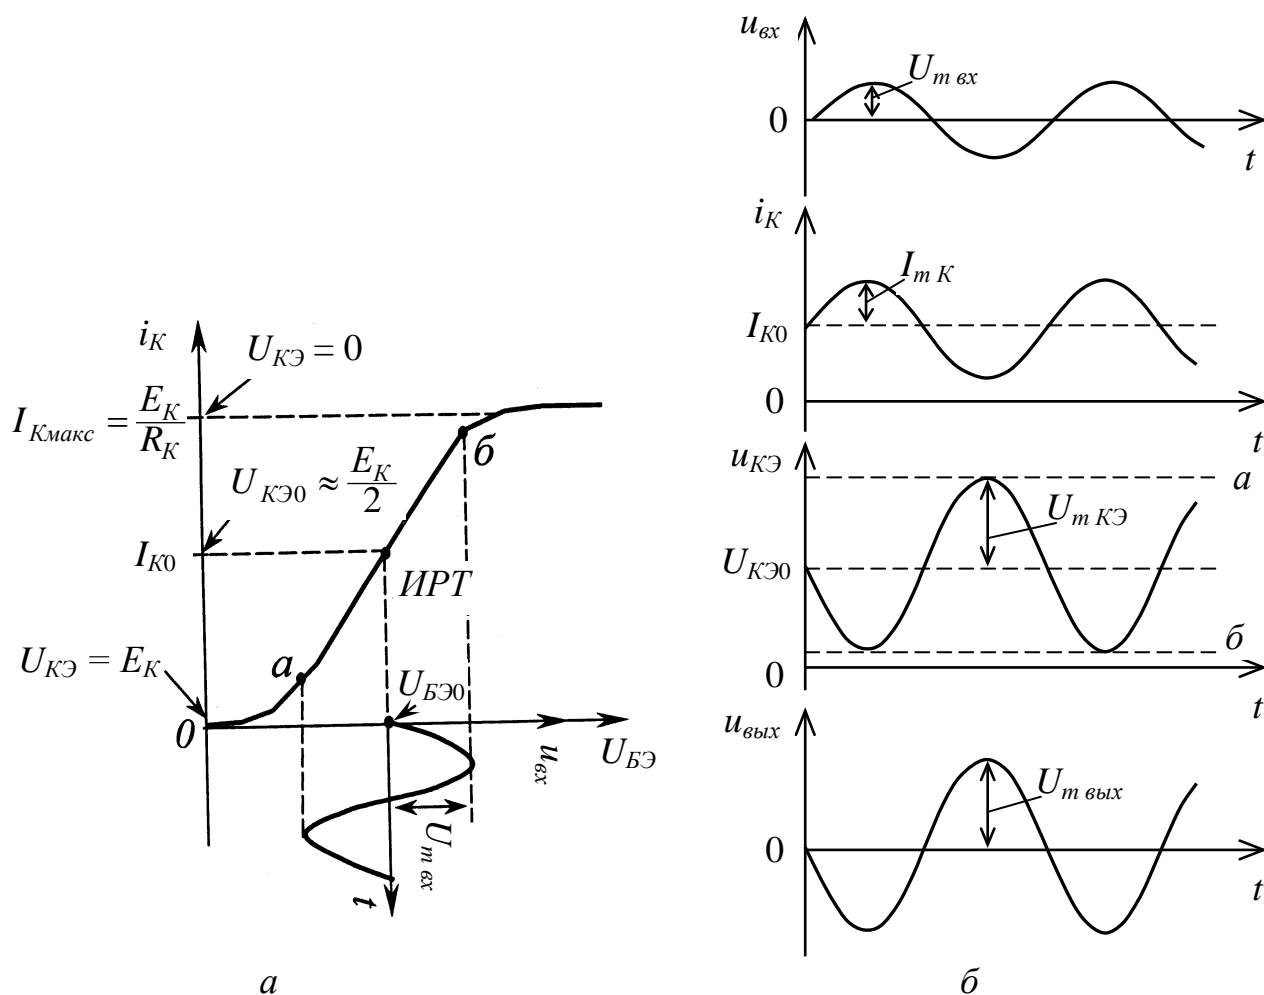 i_К
U_КЭ = 0
I_Кмакс = E_К / R_К
б
U_КЭ0 ≈ E_К / 2
I_К0
ИРТ
U_КЭ = E_К
а
U_БЭ0
0
u_вх
U_БЭ
U_m вх
t
а
u_вх
U_m вх
0
t
i_К
I_m К
I_К0
0
t
u_КЭ
а
U_m КЭ
U_КЭ0
б
0
t
u_вых
U_m вых
0
t
б